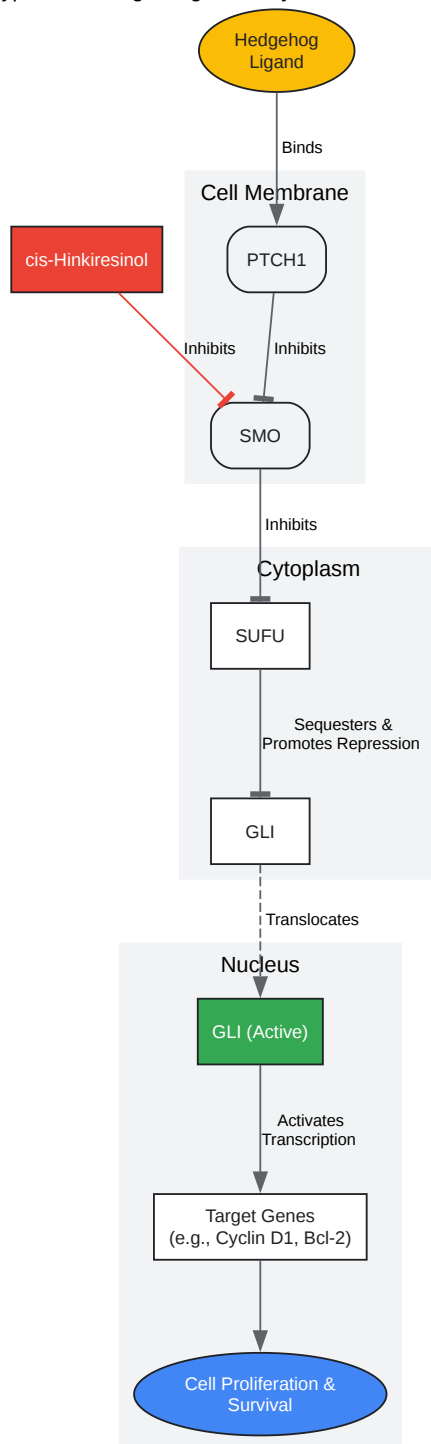 Hedgehog
Ligand
Binds
Cell Membrane
cis-Hinkiresinol
PTCH1
Inhibits
Inhibits
SMO
Inhibits
Cytoplasm
SUFU
Sequesters &
Promotes Repression
GLI
Translocates
Nucleus
GLI (Active)
Activates
Transcription
Target Genes
(e.g., Cyclin D1, Bcl-2)
Cell Proliferation &
Survival